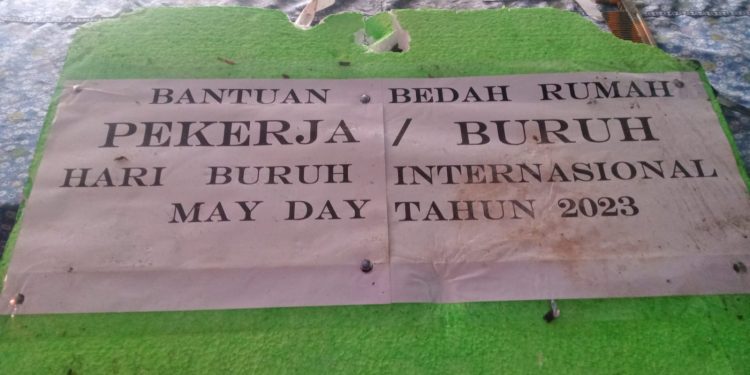 BANTUAN BEDAH RUMAH
PEKERJA / BURUH
HARI BURUH INTERNASIONAL
MAY DAY TAHUN 2023